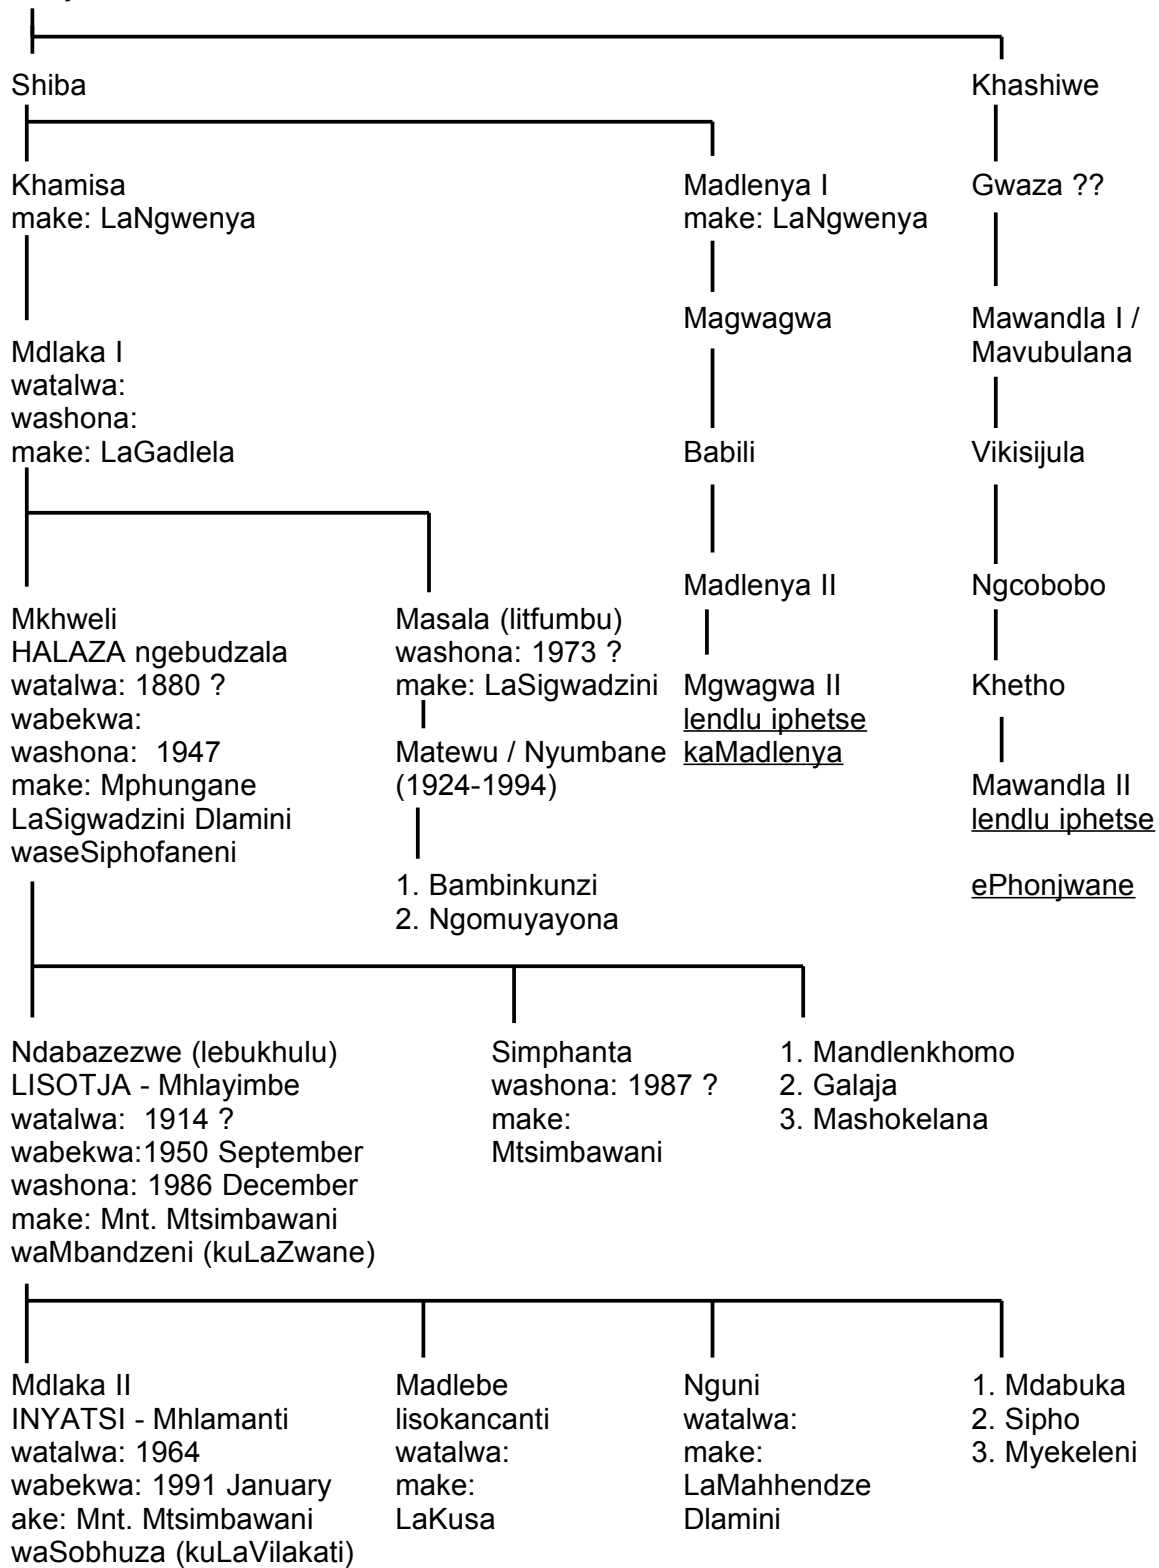 Shiba
Khashiwe
Khamisa
make: LaNgwenya
Madlenya I
make: LaNgwenya
Gwaza ??
Magwagwa
Mawandla I /
Mavubulana
Mdlaka I
watalwa:
washona:
make: LaGadlela
Babili
Vikisijula
Madlenya II
Ngcobobo
Mkhweli
HALAZA ngebudzala
watalwa: 1880 ?
wabekwa:
washona:  1947
make: Mphungane
LaSigwadzini Dlamini
waseSiphofaneni
Masala (litfumbu)
washona: 1973 ?
make: LaSigwadzini
Matewu / Nyumbane
(1924-1994)
1. Bambinkunzi
2. Ngomuyayona
Mgwagwa II
lendlu iphetse
kaMadlenya
Khetho
Mawandla II
lendlu iphetse
ePhonjwane
Ndabazezwe (lebukhulu)
LISOTJA - Mhlayimbe
watalwa:  1914 ?
wabekwa:1950 September
washona: 1986 December
make: Mnt. Mtsimbawani
waMbandzeni (kuLaZwane)
Simphanta
washona: 1987 ?
make:
Mtsimbawani
1. Mandlenkhomo
2. Galaja
3. Mashokelana
Mdlaka II
INYATSI - Mhlamanti
watalwa: 1964
wabekwa: 1991 January
ake: Mnt. Mtsimbawani
waSobhuza (kuLaVilakati)
Madlebe
lisokancanti
watalwa:
make:
LaKusa
Nguni
watalwa:
make:
LaMahhendze
Dlamini
1. Mdabuka
2. Sipho
3. Myekeleni